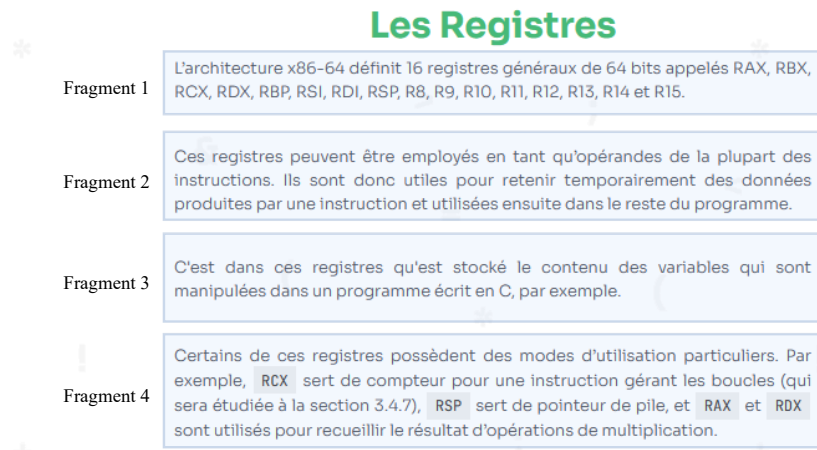 Les Registres
Fragment 1
L'architecture x86-64 définit 16 registres généraux de 64 bits appelés RAX, RBX,
RCX, RDX, RBP, RSI, RDI, RSP, R8, R9, R10, R11, R12, R13, R14 et R15.
Fragment 2
Ces registres peuvent être employés en tant qu'opérandes de la plupart des
instructions. Ils sont donc utiles pour retenir temporairement des données
produites par une instruction et utilisées ensuite dans le reste du programme.
Fragment 3
C'est dans ces registres qu'est stocké le contenu des variables qui sont
manipulées dans un programme écrit en C, par exemple.
Fragment 4
Certains de ces registres possèdent des modes d'utilisation particuliers. Par
exemple, RCX sert de compteur pour une instruction gérant les boucles (qui
sera étudiée à la section 3.4.7), RSP sert de pointeur de pile, et RAX et RDX
sont utilisés pour recueillir le résultat d'opérations de multiplication.